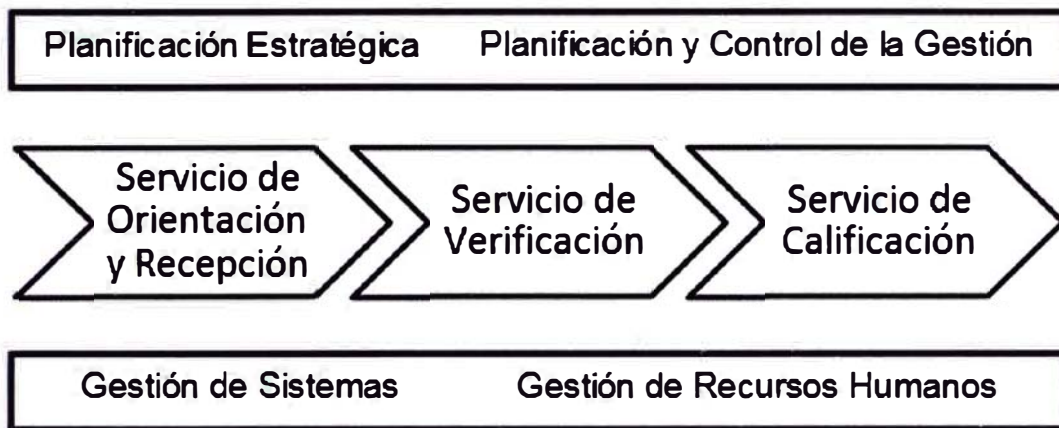 Planificación Estratégica Planificación y Control de la Gestión
Servicio de
Orientación
y Recepción
Servicio de
Verificación
Servicio de
Calificación
Gestión de Sistemas Gestión de Recursos Humanos